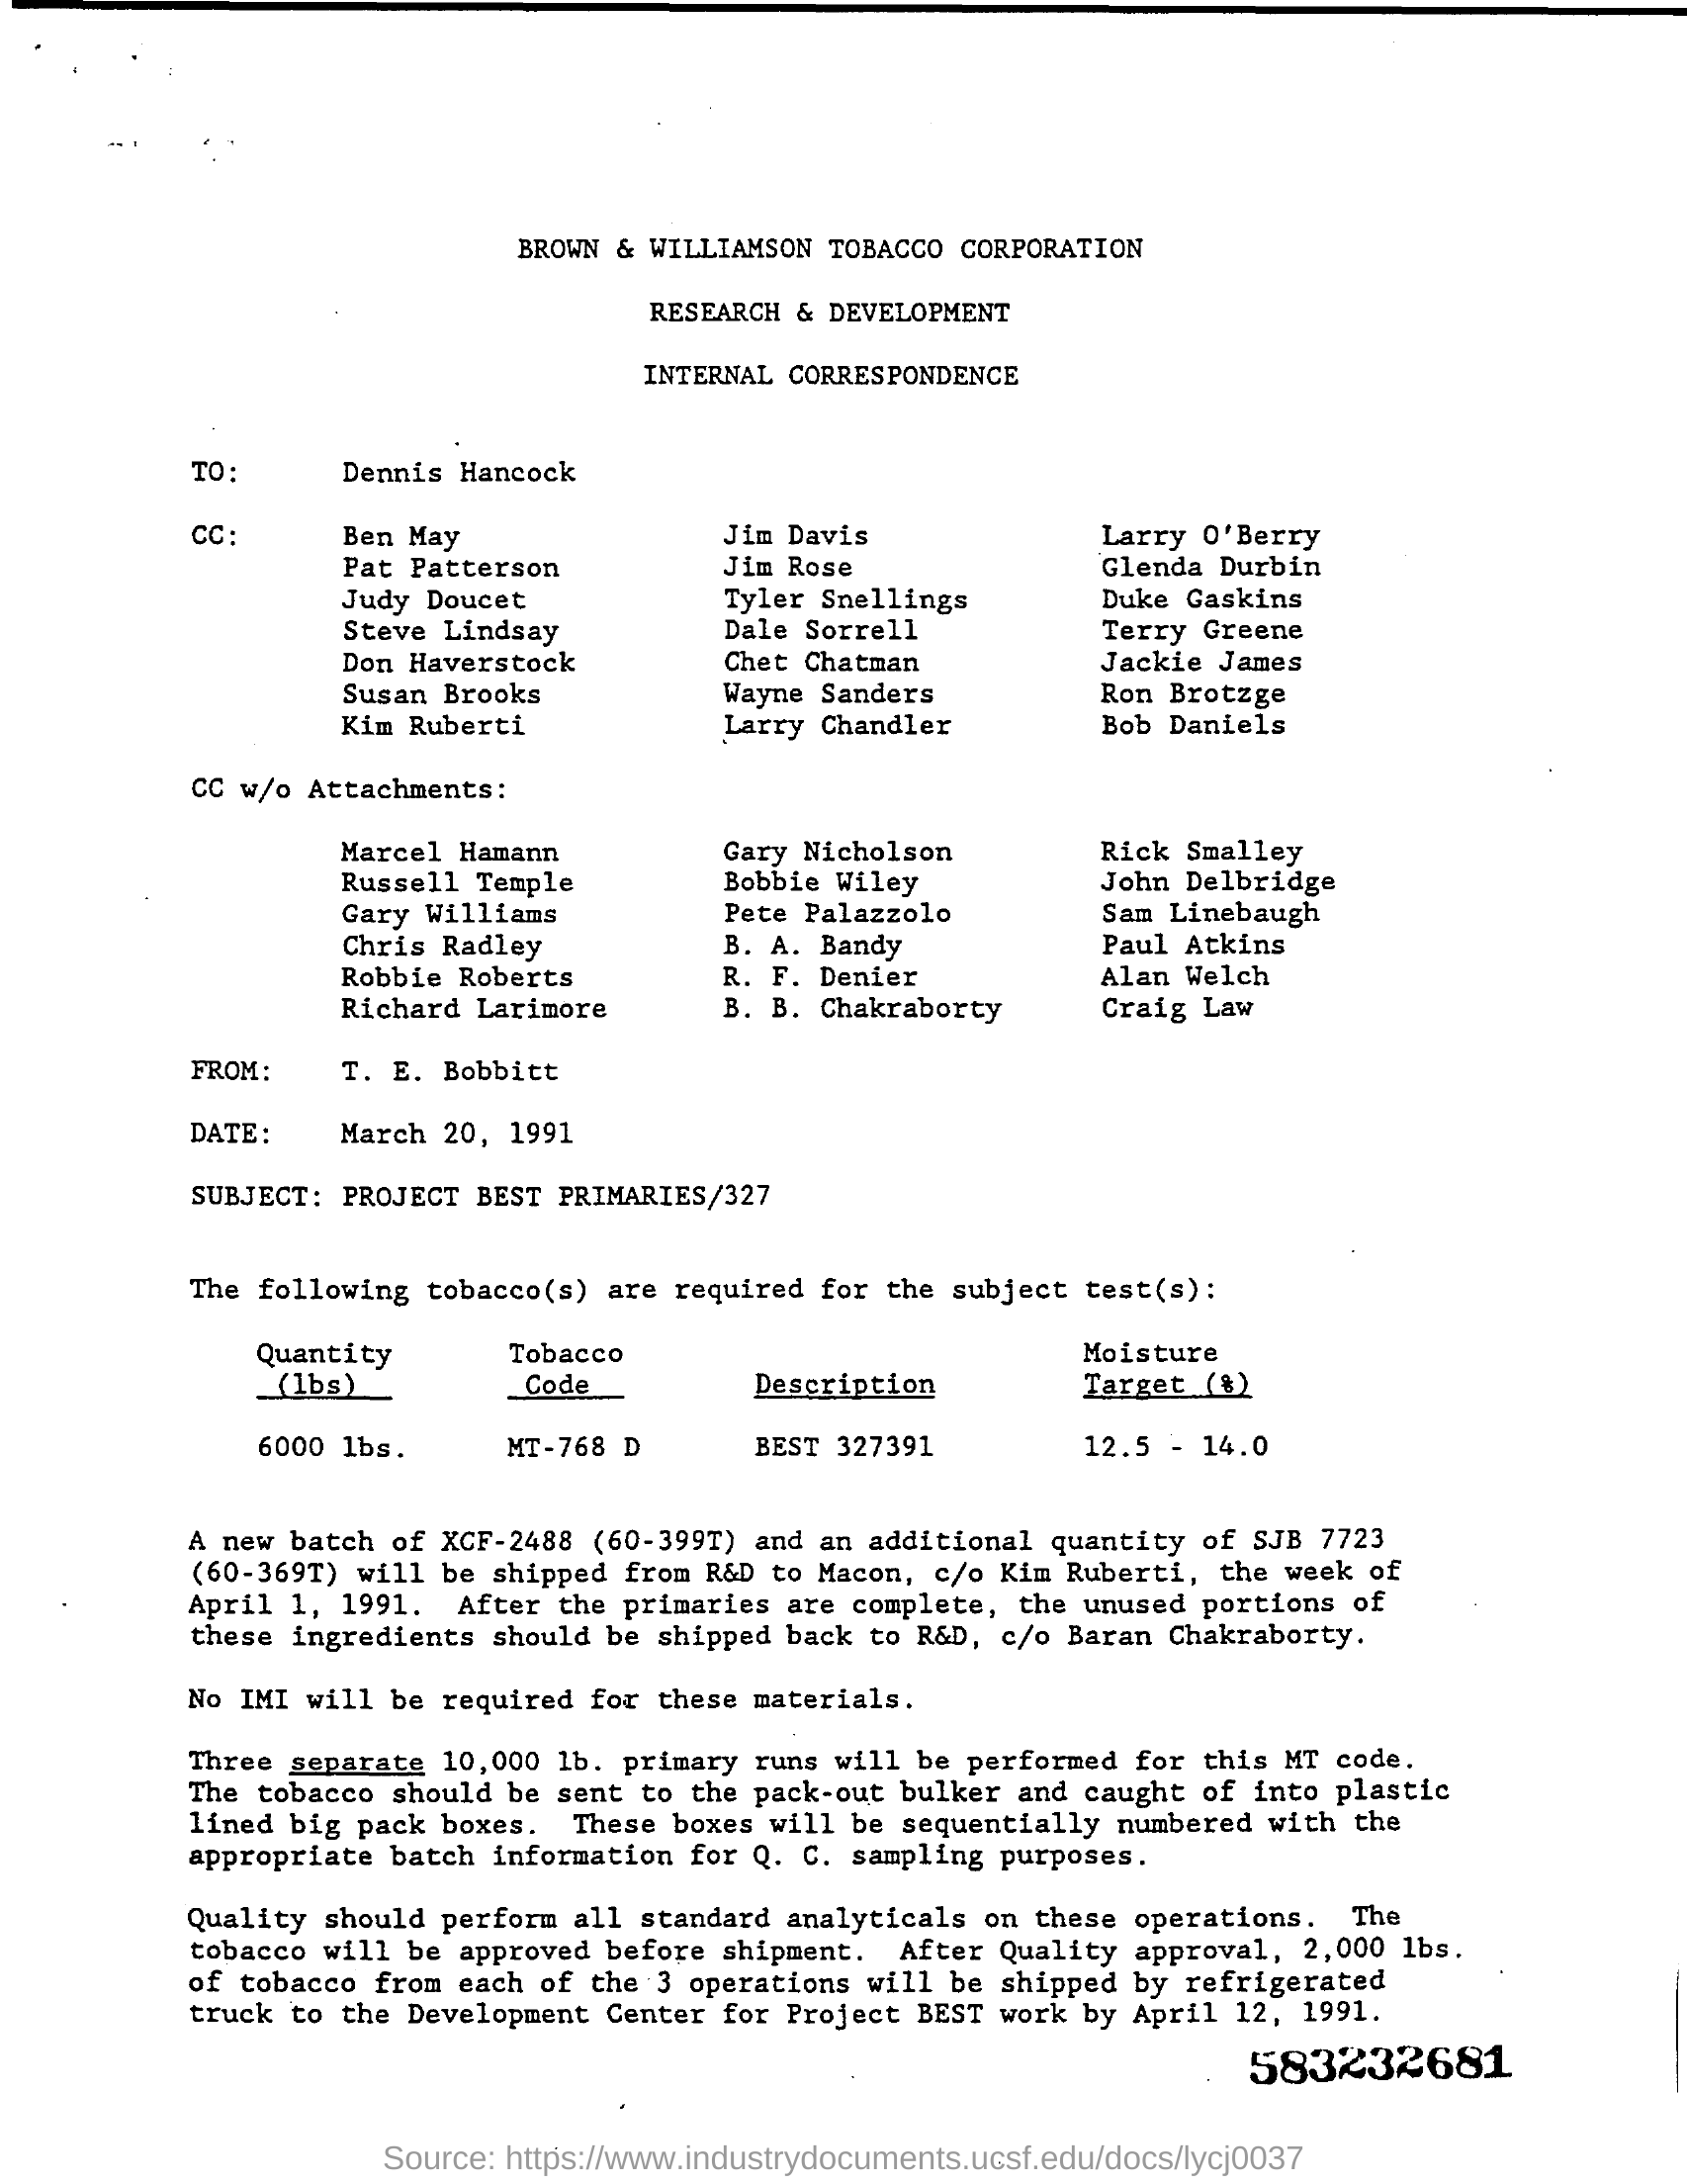 BROWN & WILLIAMSON TOBACCO CORPORATION
RESEARCH & DEVELOPMENT
INTERNAL CORRESPONDENCE
TO: Dennis Hancock
CC: Ben May Jim Davis Larry O'Berry
Pat Patterson Jim Rose Glenda Durbin
Judy Doucet Tyler Snellings Duke Gaskins
Steve Lindsay Dale Sorrell Terry Greene
Don Haverstock Chet Chatman Jackie James
Susan Brooks Wayne Sanders Ron Brotzge
Kim Ruberti Larry Chandler Bob Daniels
CC w/o Attachments:
Marcel Hamann Gary Nicholson Rick Smalley
Russell Temple Bobbie Wiley John Delbridge
Gary Williams Pete Palazzolo Sam Linebaugh
Chris Radley B. A. Bandy Paul Atkins
Robbie Roberts R. F. Denier Alan Welch
Richard Larimore B. B. Chakraborty Craig Law
FROM: T. E. Bobbitt
DATE: March 20, 1991
SUBJECT: PROJECT BEST PRIMARIES/327
The following tobacco(s) are required for the subject test(s):
Quantity Tobacco Moisture
(lbs) Code Description Target (%)
6000 lbs. MT-768 D BEST 327391 12.5 - 14.0
A new batch of XCF-2488 (60-399T) and an additional quantity of SJB 7723
(60-369T) will be shipped from R&D to Macon, c/o Kim Ruberti, the week of
April 1, 1991. After the primaries are complete, the unused portions of
these ingredients should be shipped back to R&D, c/o Baran Chakraborty.
No IMI will be required for these materials.
Three separate 10,000 lb. primary runs will be performed for this MT code.
The tobacco should be sent to the pack-out bulker and caught of into plastic
lined big pack boxes. These boxes will be sequentially numbered with the
appropriate batch information for Q. C. sampling purposes.
Quality should perform all standard analyticals on these operations. The
tobacco will be approved before shipment. After Quality approval, 2,000 lbs.
of tobacco from each of the 3 operations will be shipped by refrigerated
truck to the Development Center for Project BEST work by April 12, 1991.
583232681
Source: https://www.industrydocuments.ucsf.edu/docs/lycj0037